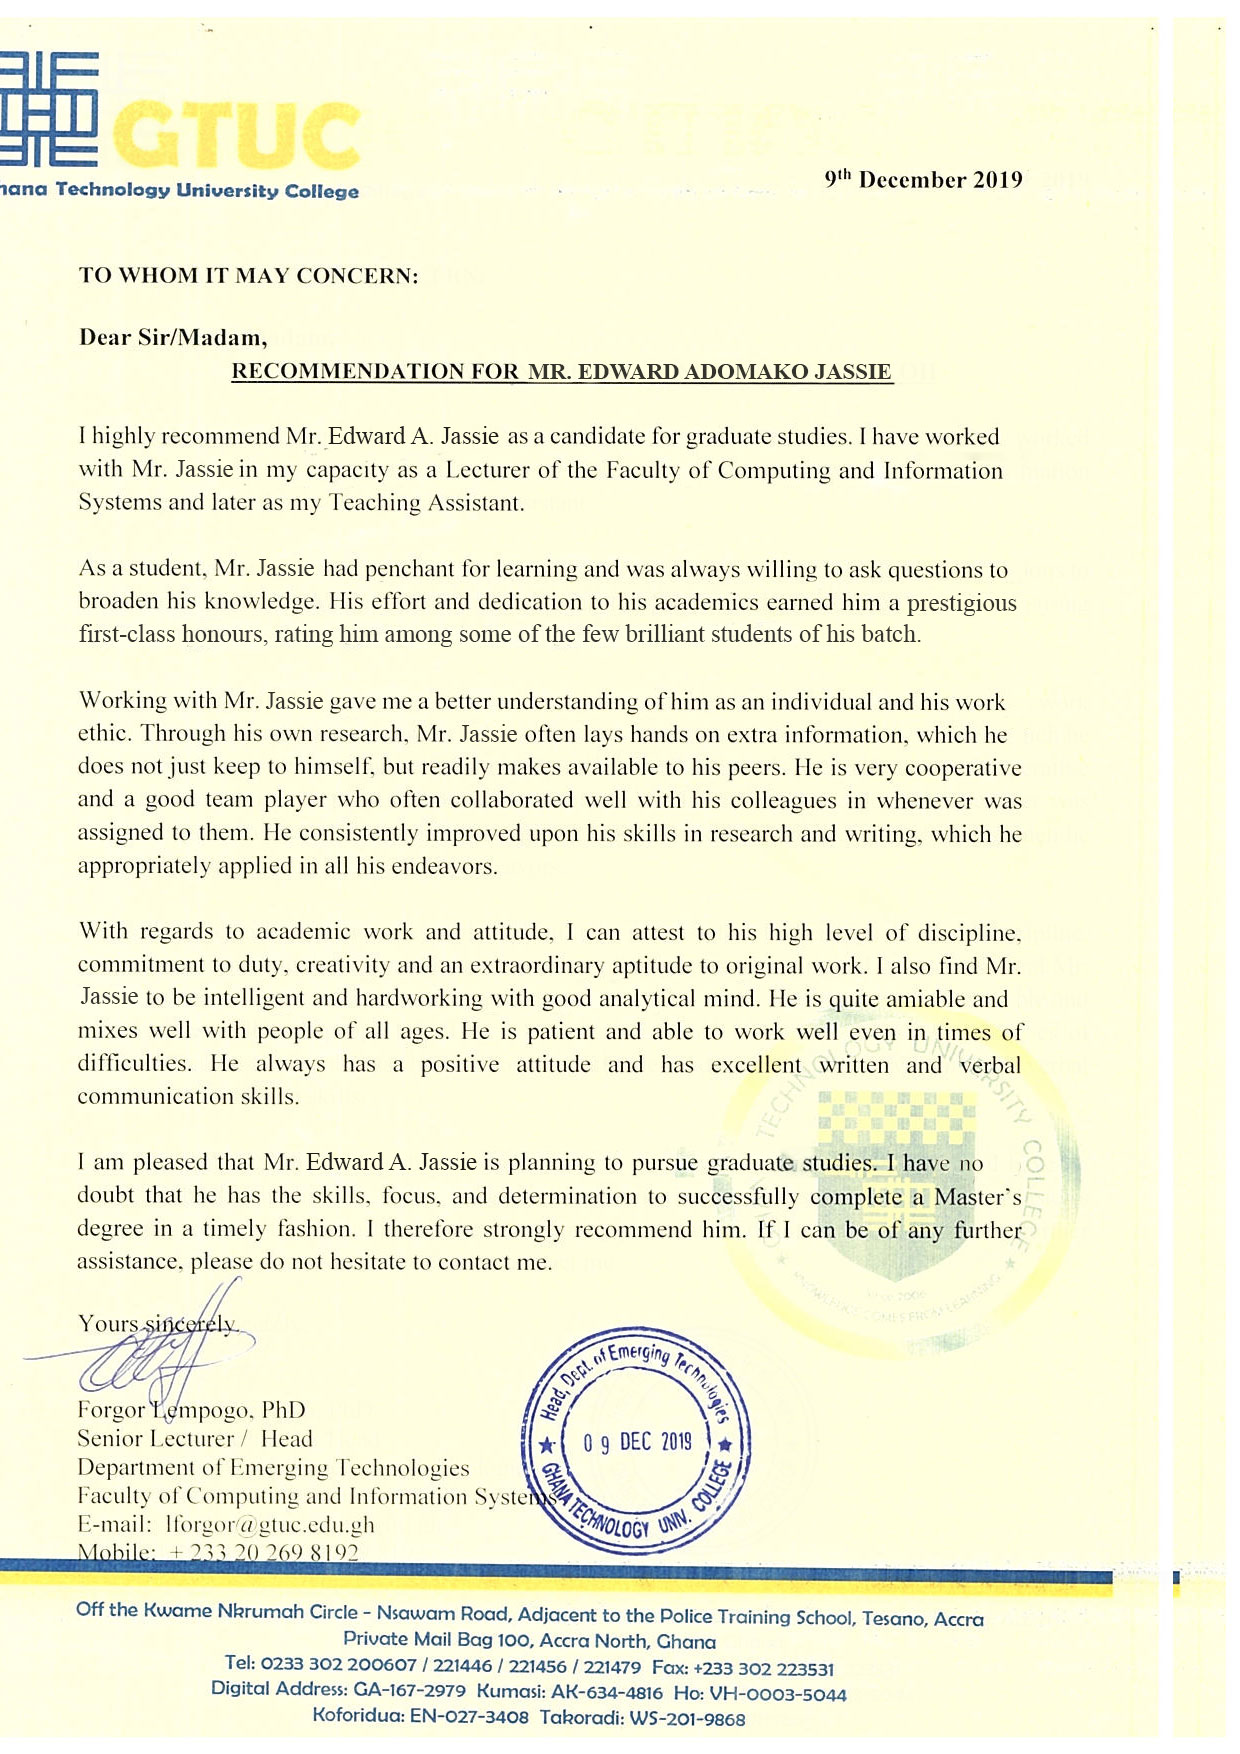 GTUC
hana Technology University College
9th December 2019
TO WHOM IT MAY CONCERN:
Dear Sir/Madam,
RECOMMENDATION FOR MR. EDWARD ADOMAKO JASSIE
I highly recommend Mr. Edward A. Jassie as a candidate for graduate studies. I have worked
with Mr. Jassie in my capacity as a Lecturer of the Faculty of Computing and Information
Systems and later as my Teaching Assistant.
As a student, Mr. Jassie had penchant for learning and was always willing to ask questions to
broaden his knowledge. His effort and dedication to his academics earned him a prestigious
first-class honours, rating him among some of the few brilliant students of his batch.
Working with Mr. Jassie gave me a better understanding of him as an individual and his work
ethic. Through his own research, Mr. Jassie often lays hands on extra information, which he
does not just keep to himself, but readily makes available to his peers. He is very cooperative
and a good team player who often collaborated well with his colleagues in whenever was
assigned to them. He consistently improved upon his skills in research and writing, which he
appropriately applied in all his endeavors.
With regards to academic work and attitude, I can attest to his high level of discipline,
commitment to duty, creativity and an extraordinary aptitude to original work. I also find Mr.
Jassie to be intelligent and hardworking with good analytical mind. He is quite amiable and
mixes well with people of all ages. He is patient and able to work well even in times of
difficulties. He always has a positive attitude and has excellent written and verbal
communication skills.
I am pleased that Mr. Edward A. Jassie is planning to pursue graduate studies. I have no
doubt that he has the skills, focus, and determination to successfully complete a Master's
degree in a timely fashion. I therefore strongly recommend him. If I can be of any further
assistance, please do not hesitate to contact me.
GHANA TECHNOLOGY UNIVERSITY COLLEGE
KNOWLEDGE COMES FROM LEARNING
Yours sincerely,
Forgor Lempogo, PhD
Senior Lecturer / Head
Department of Emerging Technologies
Faculty of Computing and Information Systems
E-mail: lforgor@gtuc.edu.gh
Mobile: +233 20 269 8192
Head, Dept. of Emerging Technologies
09 DEC 2019
GHANA TECHNOLOGY UNIV. COLLEGE
Off the Kwame Nkrumah Circle - Nsawam Road, Adjacent to the Police Training School, Tesano, Accra
Private Mail Bag 100, Accra North, Ghana
Tel: 0233 302 200607 / 221446 / 221456 / 221479 Fax: +233 302 223531
Digital Address: GA-167-2979 Kumasi: AK-634-4816 Ho: VH-0003-5044
Koforidua: EN-027-3408 Takoradi: WS-201-9868